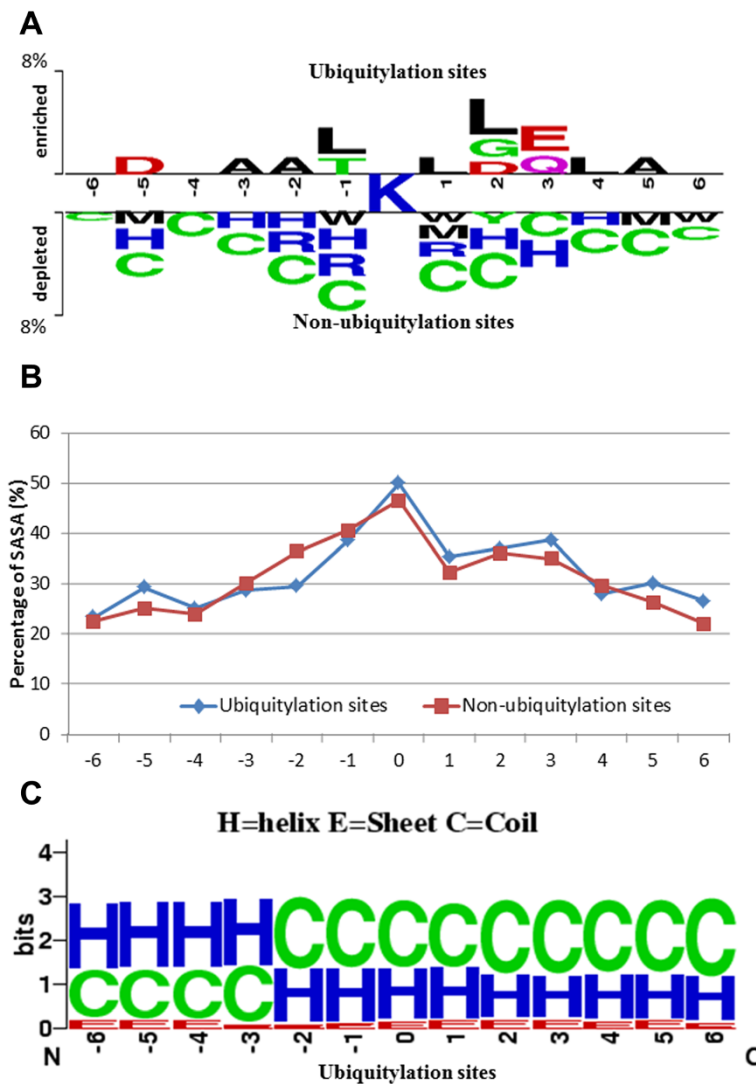 A
8%
Ubiquitylation sites
enriched
L
L E
G
D A A T L D Q L A
-6 -5 -4 -3 -2 -1 K 1 2 3 4 5 6
C M C H H W W Y C H M W
H C R H M H H C C C
C C R R C
C C
depleted
8%
Non-ubiquitylation sites
B
Percentage of SASA (%)
60
50
40
30
20
10
0
Ubiquitylation sites Non-ubiquitylation sites
-6 -5 -4 -3 -2 -1 0 1 2 3 4 5 6
C
H=helix E=Sheet C=Coil
bits
4
3
2
1
0
H H H H C C C C C C C C C
C C C C H H H H H H H H H
E E E E E E E E E E E E E
N -6 -5 -4 -3 -2 -1 0 1 2 3 4 5 6 C
Ubiquitylation sites